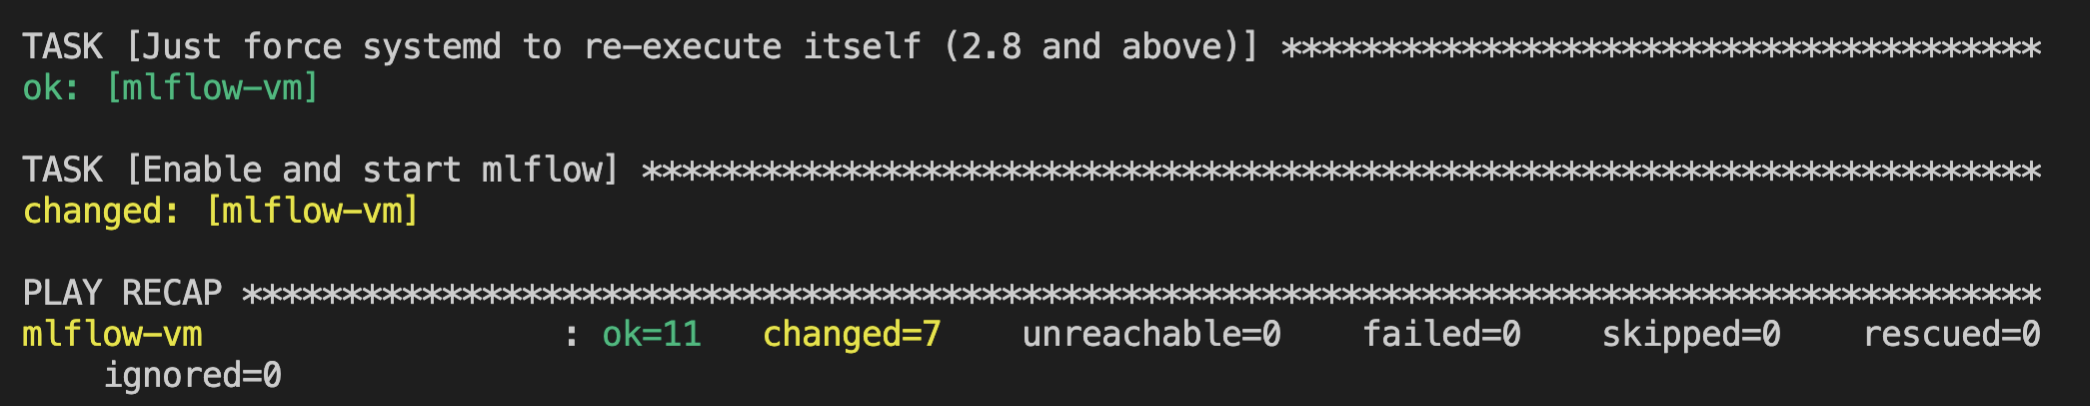 TASK [Just force systemd to re-execute itself (2.8 and above)] **************************************
ok: [mlflow-vm]
TASK [Enable and start mlflow] **********************************************************************
changed: [mlflow-vm]
PLAY RECAP ******************************************************************************************
mlflow-vm                  : ok=11   changed=7    unreachable=0    failed=0    skipped=0    rescued=0
    ignored=0